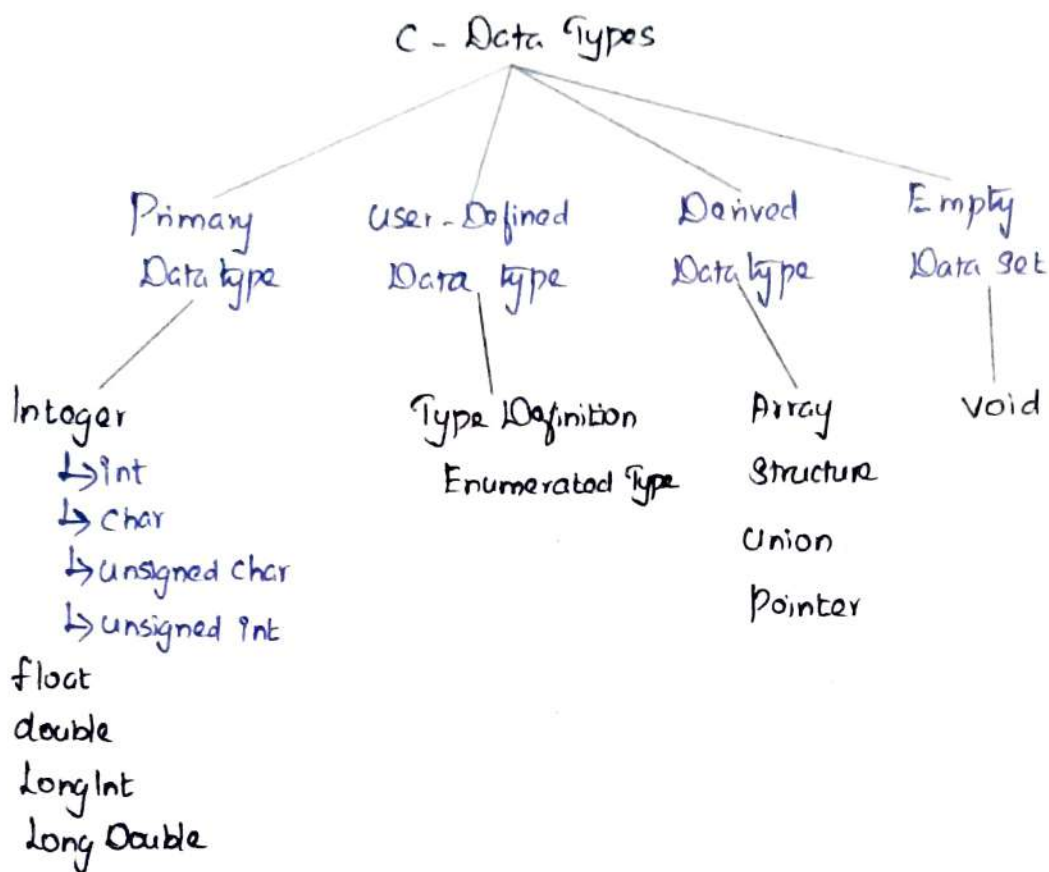 C - Data Types
Primary
Data type
User-Defined
Data type
Derived
Data type
Empty
Data set
Integer
↳ int
↳ char
↳ unsigned char
↳ unsigned int
float
double
Long Int
Long Double
Type Definition
Enumerated Type
Array
Structure
Union
Pointer
Void